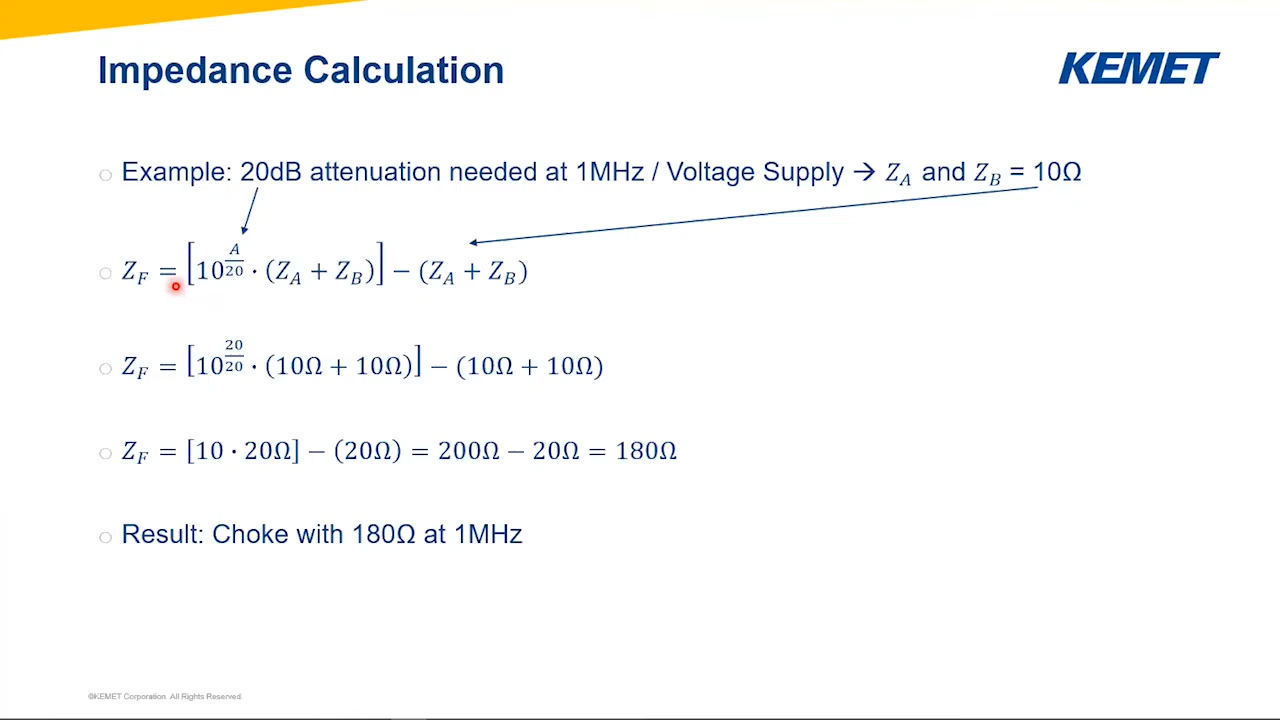 Impedance Calculation
KEMET
○ Example: 20dB attenuation needed at 1MHz / Voltage Supply → Z_A and Z_B = 10Ω
○ Z_F = [10^(A/20) · (Z_A + Z_B)] − (Z_A + Z_B)
○ Z_F = [10^(20/20) · (10Ω + 10Ω)] − (10Ω + 10Ω)
○ Z_F = [10 · 20Ω] − (20Ω) = 200Ω − 20Ω = 180Ω
○ Result: Choke with 180Ω at 1MHz
©KEMET Corporation. All Rights Reserved.